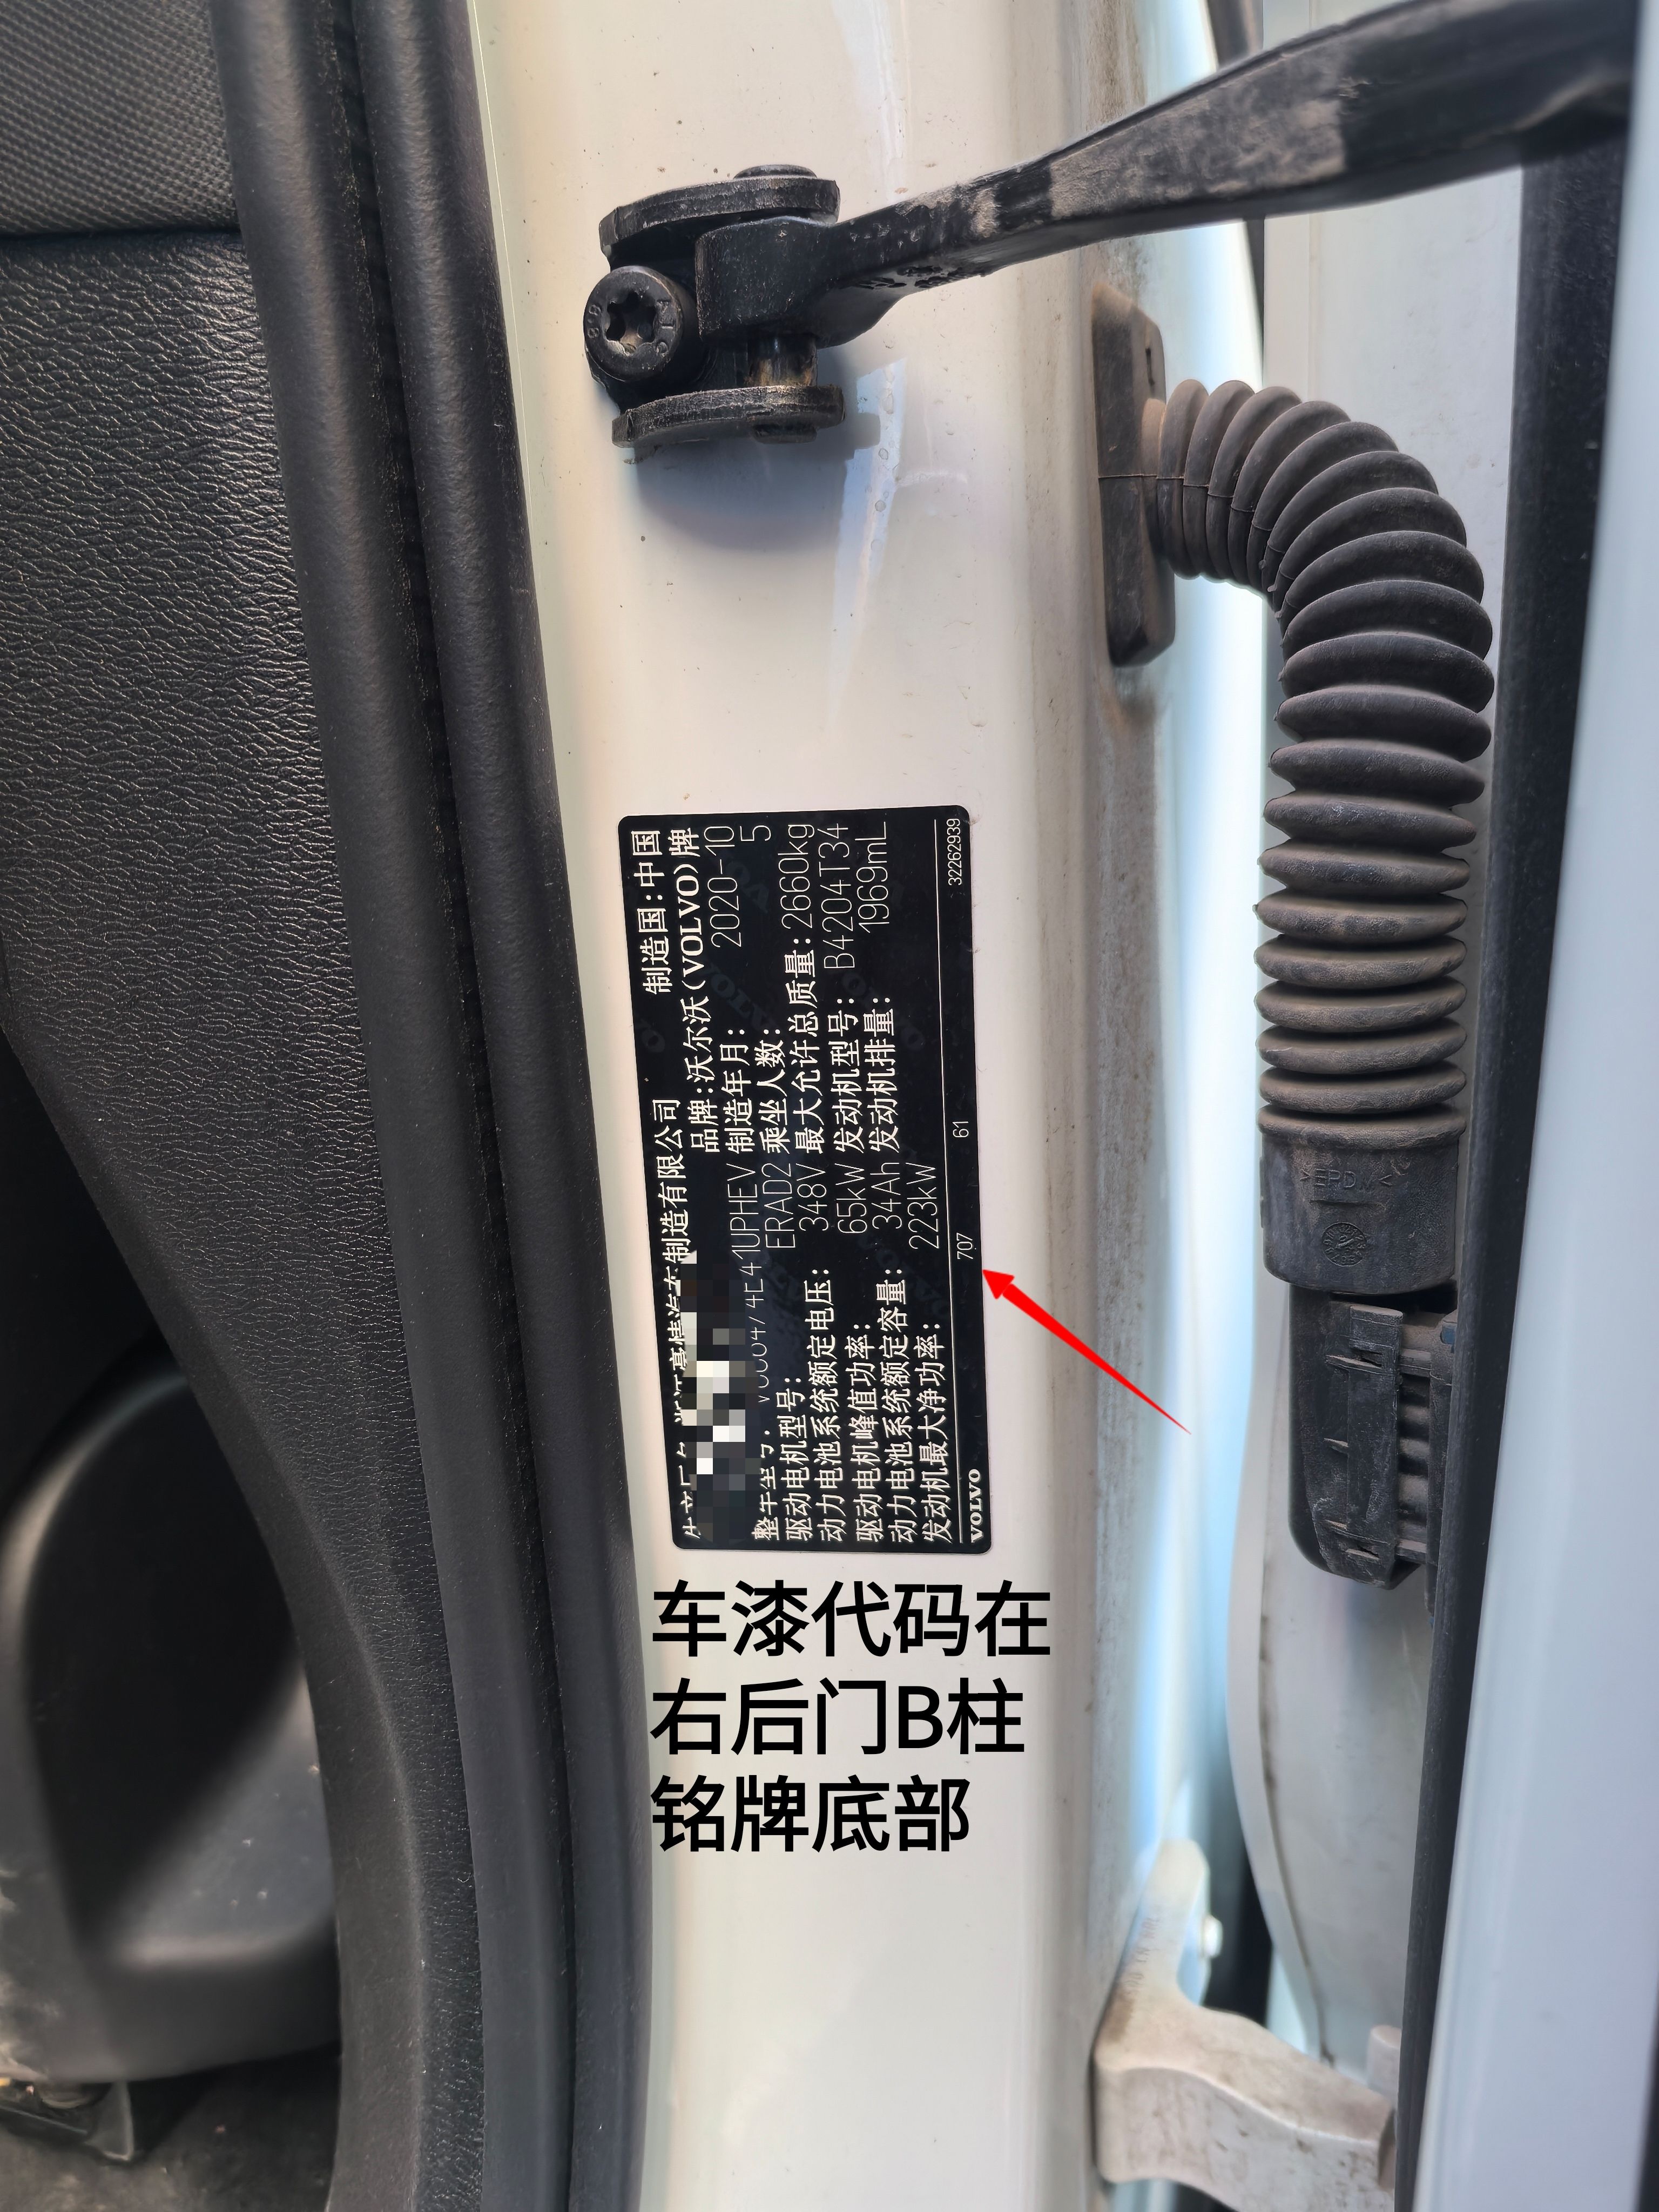 制造有限公司 制造国:中国
品牌:沃尔沃(VOLVO)牌
1UPHEV 制造年月: 2020-10
驱动电机型号: ERAD2 乘坐人数: 5
动力电池系统额定电压: 348V 最大允许总质量:2660kg
驱动电机峰值功率: 65kW 发动机型号: B4204T34
动力电池系统额定容量: 34Ah 发动机排量: 1969mL
发动机最大净功率: 223kW
VOLVO 707 61 32262939
>EPDM<
车漆代码在
右后门B柱
铭牌底部